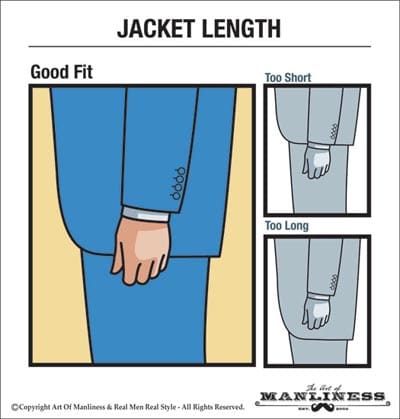 JACKET LENGTH
Good Fit
Too Short
Too Long
The Art of
MANLINESS
EST. 2008
©Copyright Art Of Manliness & Real Men Real Style - All Rights Reserved.